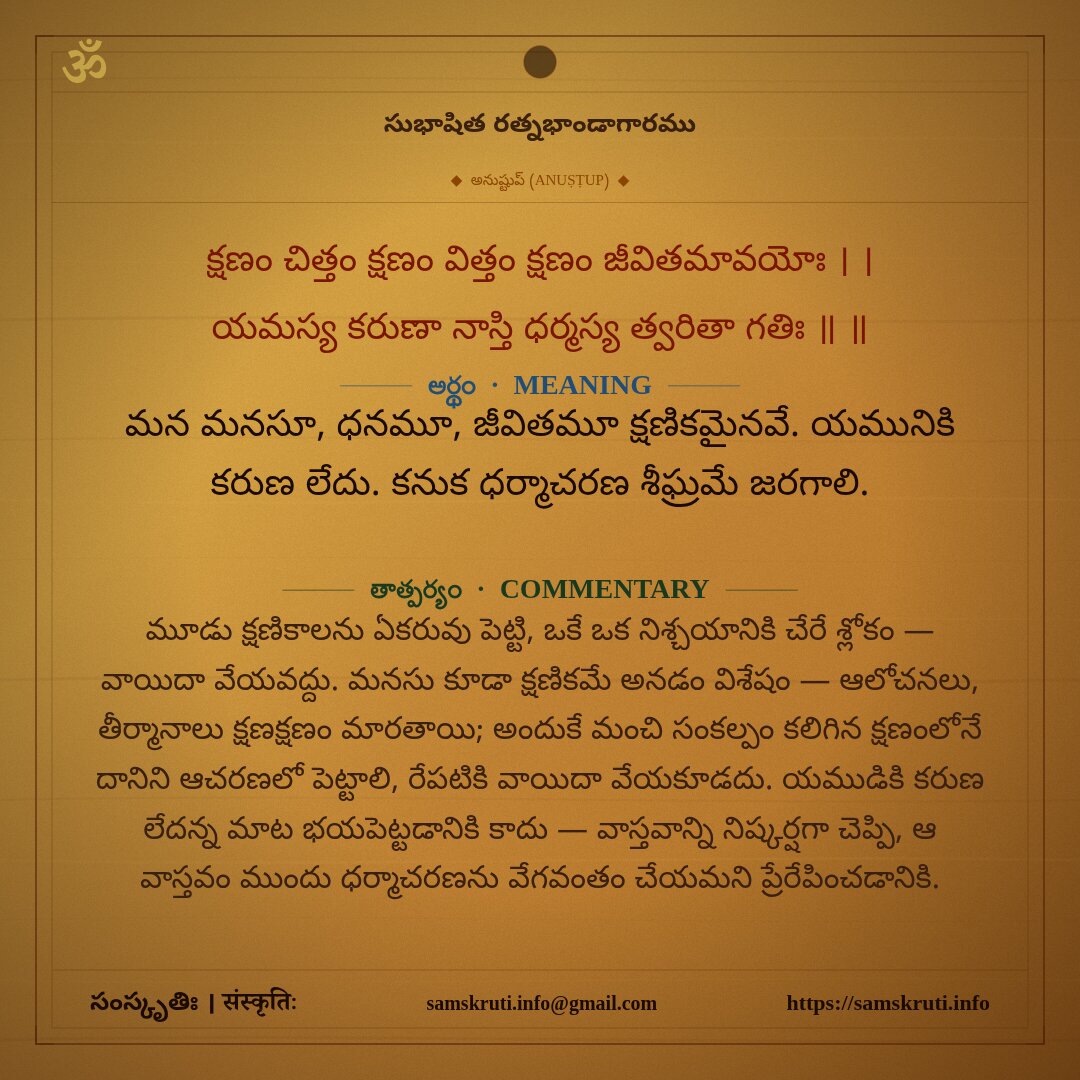 ॐ
సుభాషిత రత్నభాండాగారము
◆ అనుష్టుప్ (ANUṢṬUP) ◆
క్షణం చిత్తం క్షణం విత్తం క్షణం జీవితమావయోః ।।
యమస్య కరుణా నాస్తి ధర్మస్య త్వరితా గతిః ॥ ॥
అర్థం · MEANING
మన మనసూ, ధనమూ, జీవితమూ క్షణికమైనవే. యమునికి
కరుణ లేదు. కనుక ధర్మాచరణ శీఘ్రమే జరగాలి.
తాత్పర్యం · COMMENTARY
మూడు క్షణికాలను ఏకరువు పెట్టి, ఒకే ఒక నిశ్చయానికి చేరే శ్లోకం —
వాయిదా వేయవద్దు. మనసు కూడా క్షణికమే అనడం విశేషం — ఆలోచనలు,
తీర్మానాలు క్షణక్షణం మారతాయి; అందుకే మంచి సంకల్పం కలిగిన క్షణంలోనే
దానిని ఆచరణలో పెట్టాలి, రేపటికి వాయిదా వేయకూడదు. యముడికి కరుణ
లేదన్న మాట భయపెట్టడానికి కాదు — వాస్తవాన్ని నిష్కర్షగా చెప్పి, ఆ
వాస్తవం ముందు ధర్మాచరణను వేగవంతం చేయమని ప్రేరేపించడానికి.
సంస్కృతిః | संस्कृतिः
samskruti.info@gmail.com
https://samskruti.info